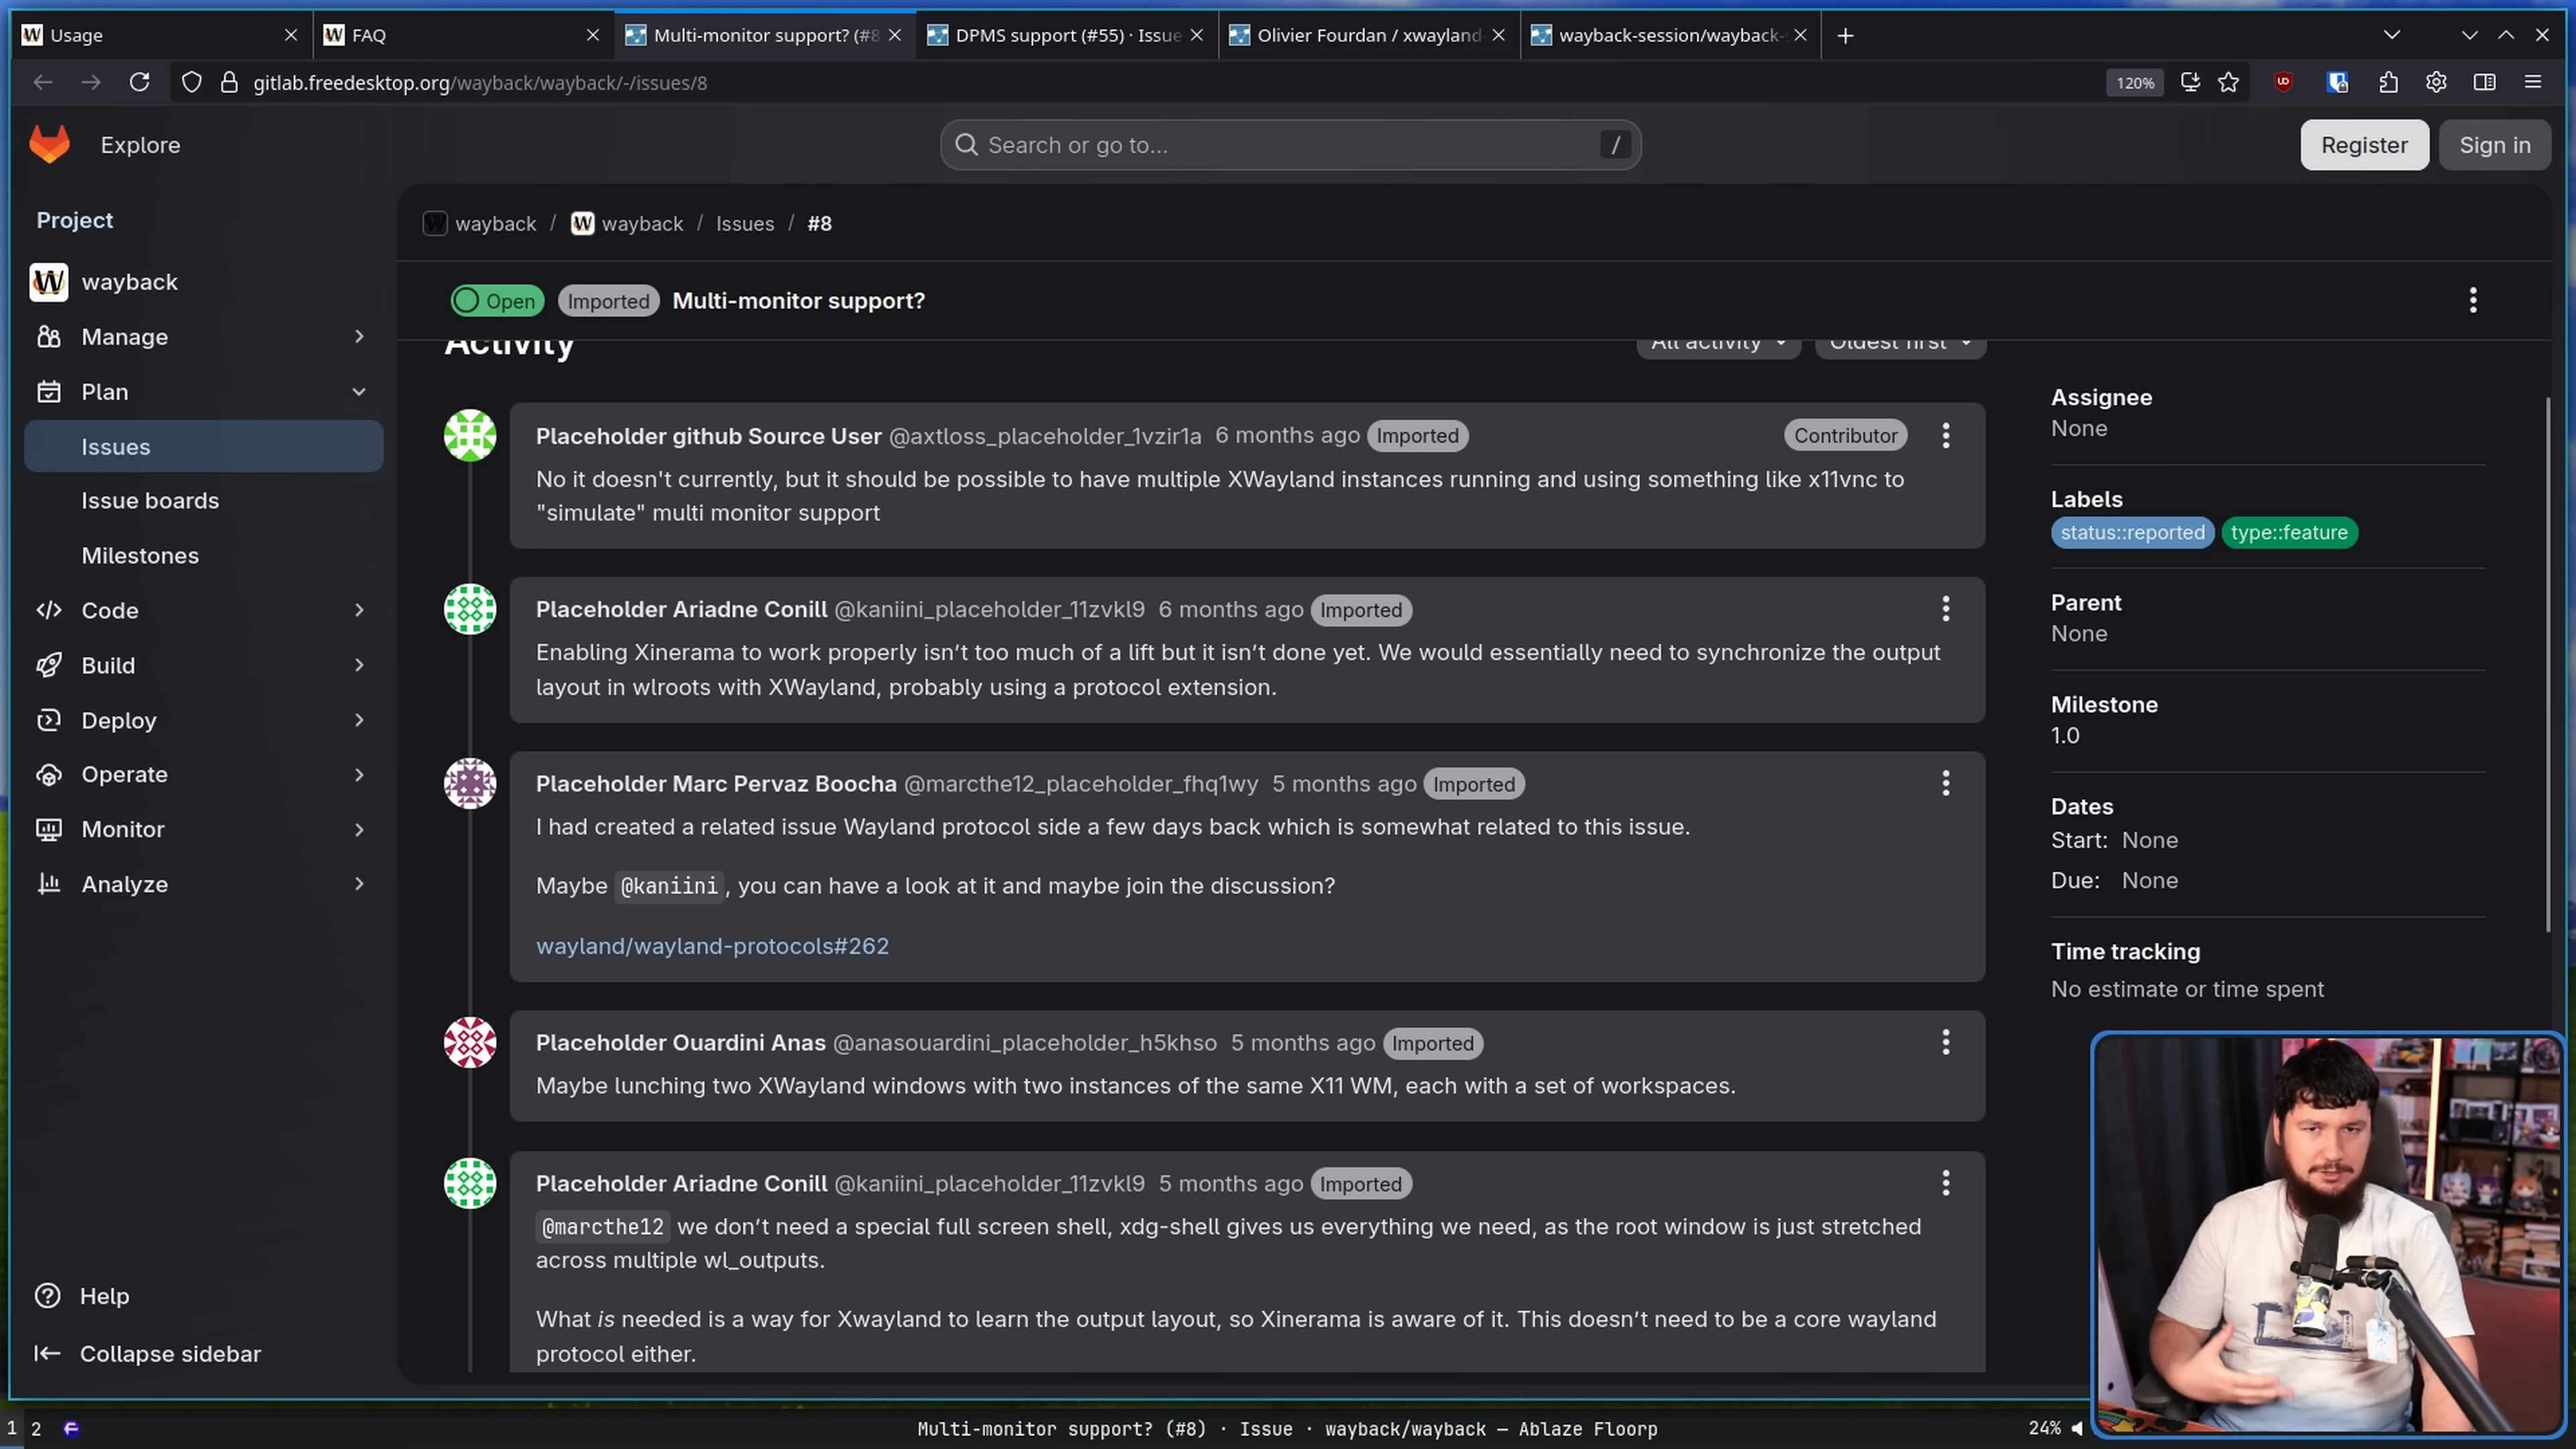 Usage
FAQ
Multi-monitor support? (#8
DPMS support (#55) · Issue
Olivier Fourdan / xwayland
wayback-session/wayback-
gitlab.freedesktop.org/wayback/wayback/-/issues/8
120%
Explore
Search or go to...
/
Register
Sign in
Project
wayback / wayback / Issues / #8
wayback
Open
Imported
Multi-monitor support?
Manage
Plan
Issues
Issue boards
Milestones
Code
Build
Deploy
Operate
Monitor
Analyze
Help
Collapse sidebar
Activity
All activity
Oldest first
Placeholder github Source User @axtloss_placeholder_1vzir1a 6 months ago Imported
Contributor
No it doesn't currently, but it should be possible to have multiple XWayland instances running and using something like x11vnc to
"simulate" multi monitor support
Placeholder Ariadne Conill @kaniini_placeholder_11zvkl9 6 months ago Imported
Enabling Xinerama to work properly isn't too much of a lift but it isn't done yet. We would essentially need to synchronize the output
layout in wlroots with XWayland, probably using a protocol extension.
Placeholder Marc Pervaz Boocha @marcthe12_placeholder_fhq1wy 5 months ago Imported
I had created a related issue Wayland protocol side a few days back which is somewhat related to this issue.
Maybe @kaniini, you can have a look at it and maybe join the discussion?
wayland/wayland-protocols#262
Placeholder Ouardini Anas @anasouardini_placeholder_h5khso 5 months ago Imported
Maybe lunching two XWayland windows with two instances of the same X11 WM, each with a set of workspaces.
Placeholder Ariadne Conill @kaniini_placeholder_11zvkl9 5 months ago Imported
@marcthe12 we don't need a special full screen shell, xdg-shell gives us everything we need, as the root window is just stretched
across multiple wl_outputs.
What is needed is a way for Xwayland to learn the output layout, so Xinerama is aware of it. This doesn't need to be a core wayland
protocol either.
Assignee
None
Labels
status::reported
type::feature
Parent
None
Milestone
1.0
Dates
Start: None
Due: None
Time tracking
No estimate or time spent
1 2
Multi-monitor support? (#8) · Issue · wayback/wayback — Ablaze Floorp
24%